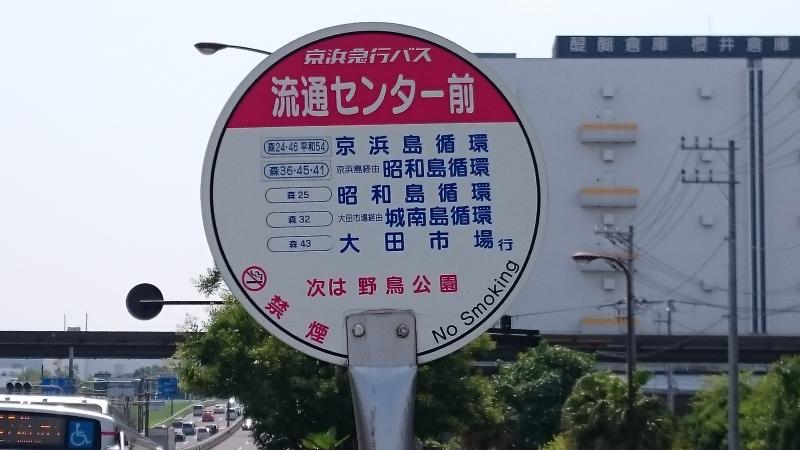 醍醐倉庫 櫻井倉庫
京浜急行バス
流通センター前
森24・46 平和54 京浜島循環
森36・45・41 京浜島経由 昭和島循環
森25 昭和島循環
森32 大田市場経由 城南島循環
森43 大田市場行
次は 野鳥公園
禁煙
No Smoking